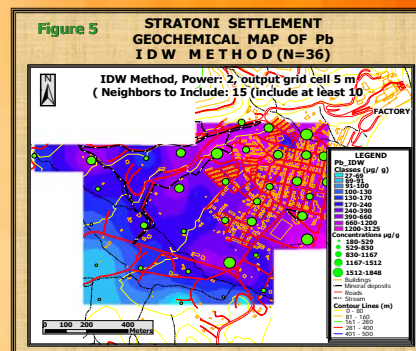 Figure 5
STRATONI SETTLEMENT
GEOCHEMICAL MAP OF Pb
IDW METHOD (N=36)
IDW Method, Power: 2, output grid cell 5 m
( Neighbors to Include: 15 (include at least 10
N
FACTORY
LEGEND
Pb_IDW
Classes (µg/ g)
27-69
69-91
91-100
100-130
130-170
170-240
240-390
390-660
660-1200
1200-3125
Concentrations µg/g
180-529
529-830
830-1167
1167-1512
1512-1848
Buildings
Mineral deposits
Roads
Stream
Contour Lines (m)
0 - 80
81 - 160
161 - 280
281 - 400
401 - 500
0 100 200 400
Meters